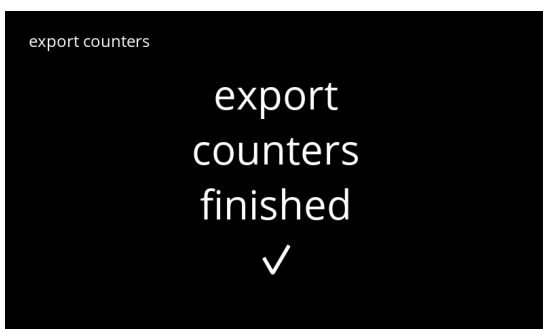 export counters
export
counters
finished
✓